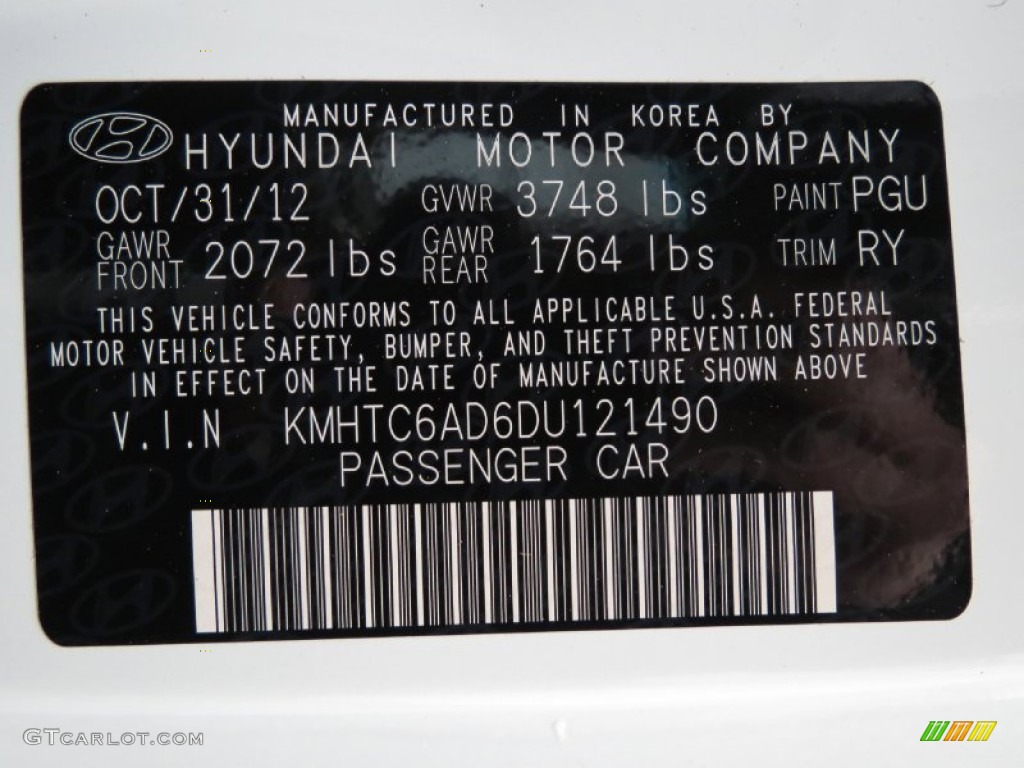 MANUFACTURED IN KOREA BY
HYUNDAI MOTOR COMPANY
OCT/31/12 GVWR 3748 lbs PAINT PGU
GAWR FRONT 2072 lbs GAWR REAR 1764 lbs TRIM RY
THIS VEHICLE CONFORMS TO ALL APPLICABLE U.S.A. FEDERAL
MOTOR VEHICLE SAFETY, BUMPER, AND THEFT PREVENTION STANDARDS
IN EFFECT ON THE DATE OF MANUFACTURE SHOWN ABOVE
V.I.N KMHTC6AD6DU121490
PASSENGER CAR
GTCARLOT.COM